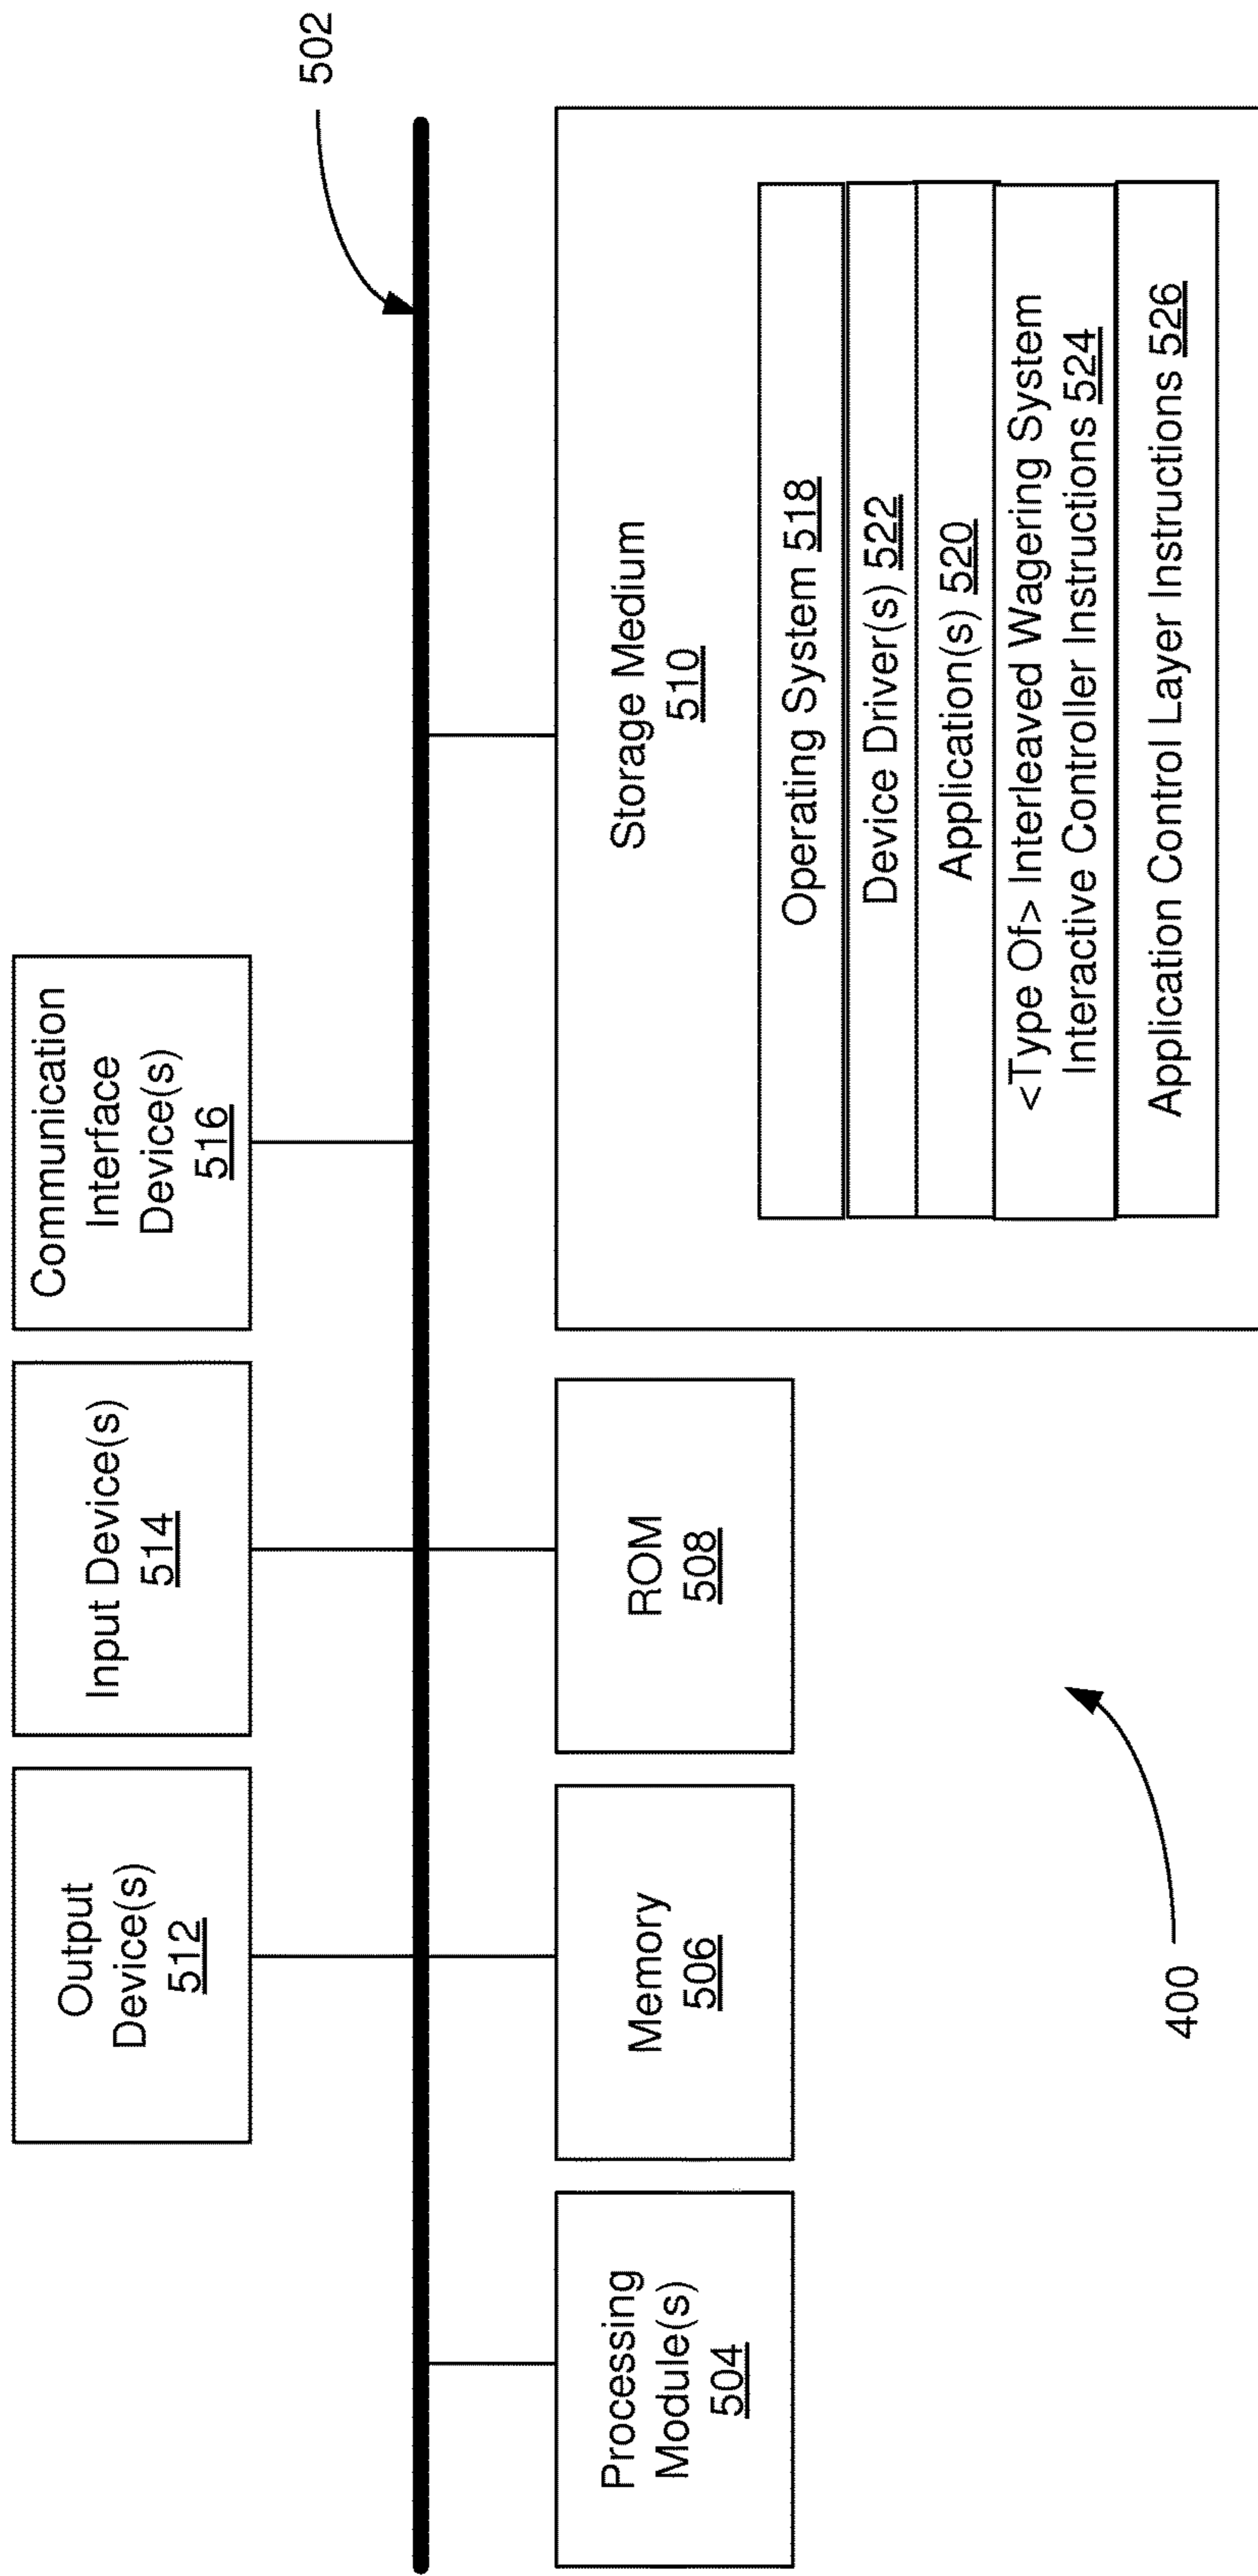 502
Output
Device(s)
512
Input Device(s)
514
Communication
Interface
Device(s)
516
Processing
Module(s)
504
Memory
506
ROM
508
Storage Medium
510
Operating System 518
Device Driver(s) 522
Application(s) 520
<Type Of> Interleaved Wagering System
Interactive Controller Instructions 524
Application Control Layer Instructions 526
400